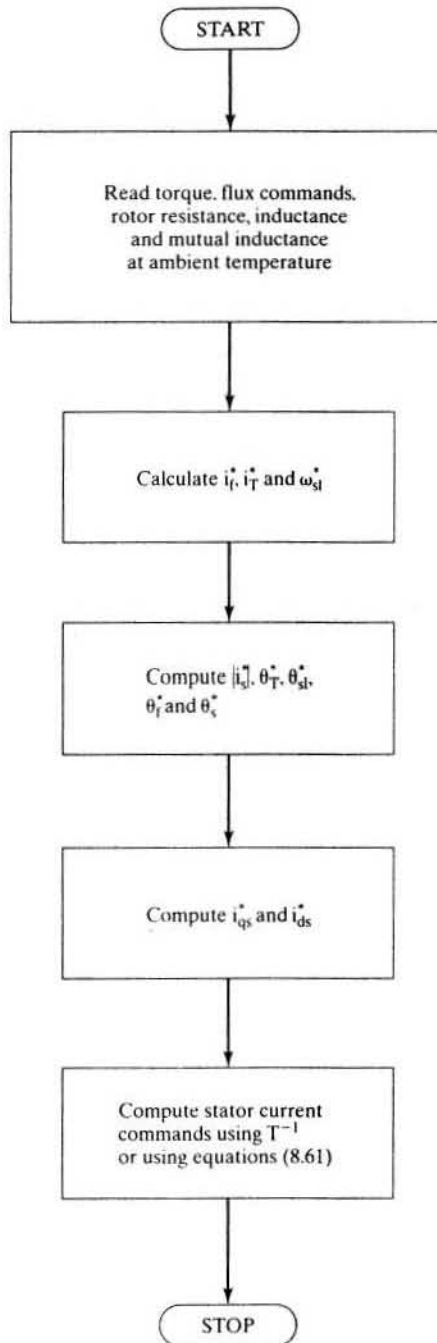 START
Read torque, flux commands,
rotor resistance, inductance
and mutual inductance
at ambient temperature
Calculate i*f, i*T and ω*sl
Compute |i*s|, θ*T, θ*sl,
θ*f and θ*s
Compute i*qs and i*ds
Compute stator current
commands using T⁻¹
or using equations (8.61)
STOP